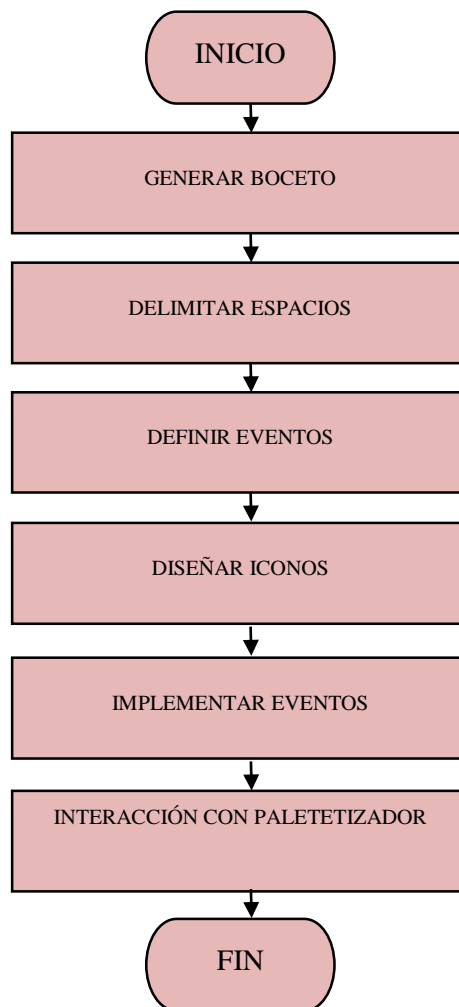 INICIO
GENERAR BOCETO
DELIMITAR ESPACIOS
DEFINIR EVENTOS
DISEÑAR ICONOS
IMPLEMENTAR EVENTOS
INTERACCIÓN CON PALETETIZADOR
FIN